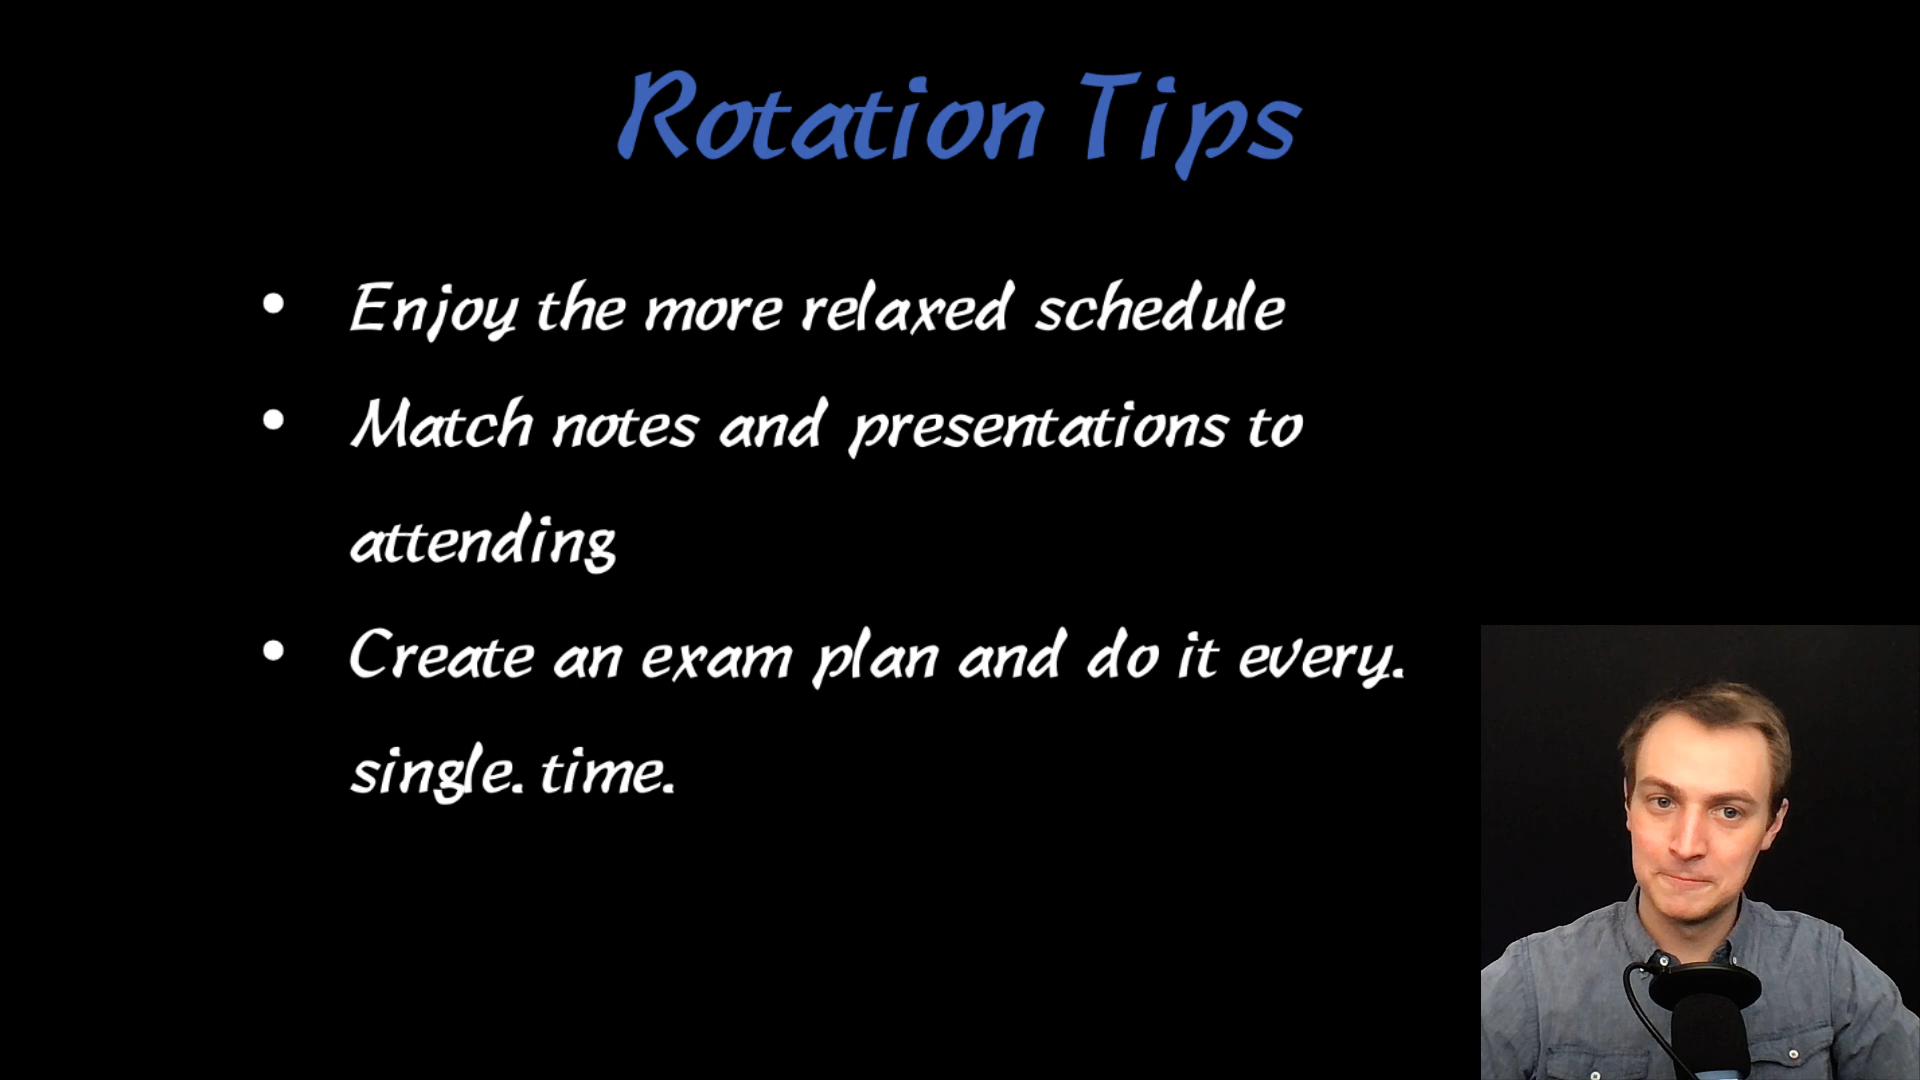 Rotation Tips
• Enjoy the more relaxed schedule
• Match notes and presentations to
attending
• Create an exam plan and do it every.
single. time.